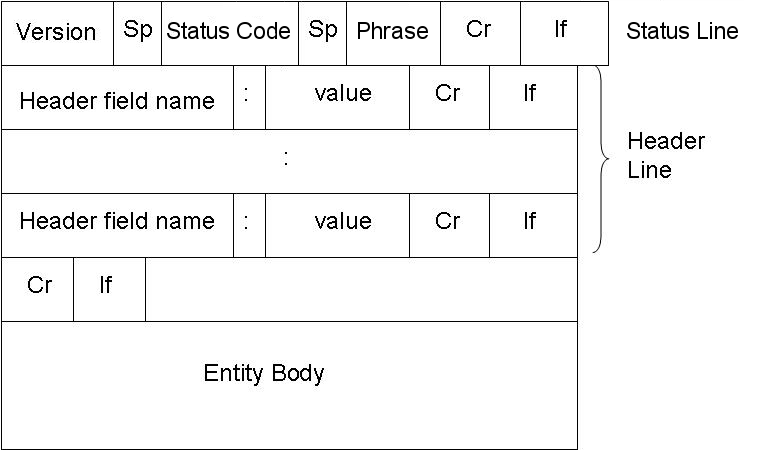 Version Sp Status Code Sp Phrase Cr lf Status Line
Header field name : value Cr lf
:
Header Line
Header field name : value Cr lf
Cr lf
Entity Body